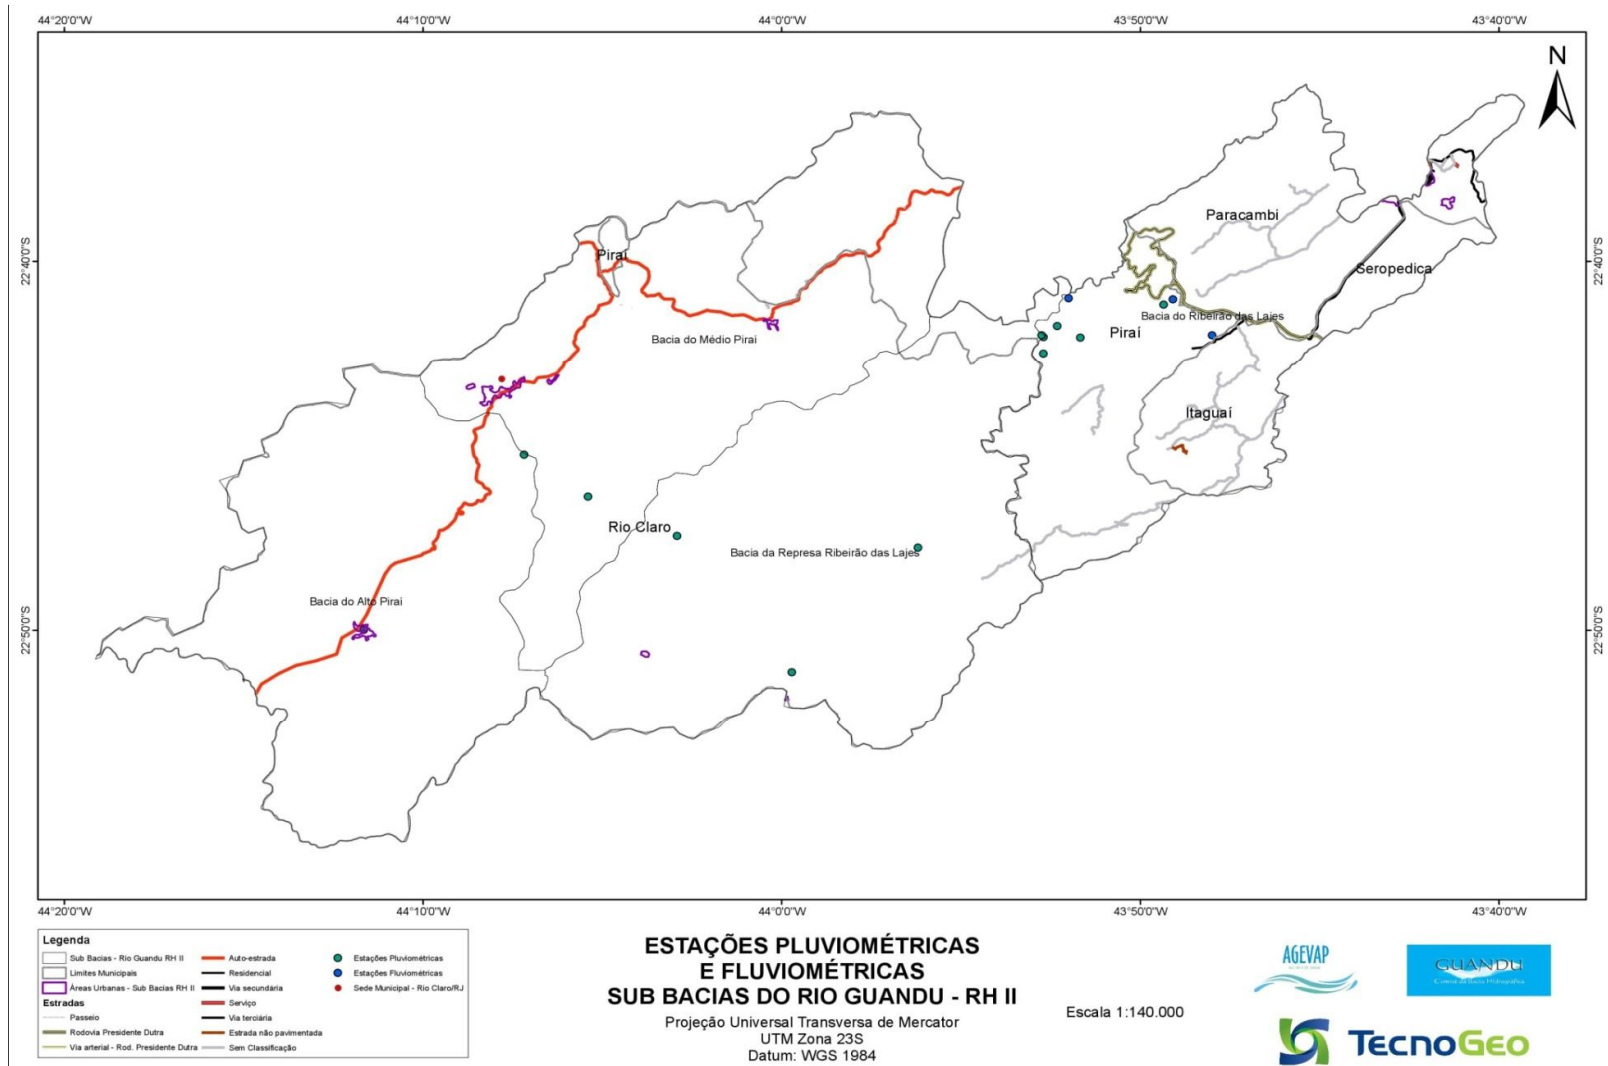 44°20'0"W 44°10'0"W 44°0'0"W 43°50'0"W 43°40'0"W
N
Paracambi
Piraí
22°40'0"S
22°40'0"S
Seropedica
Bacia do Ribeirão das Lajes
Piraí
Bacia do Médio Pirai
Itaguaí
Rio Claro
Bacia da Represa Ribeirão das Lajes
Bacia do Alto Pirai
22°50'0"S
22°50'0"S
44°20'0"W 44°10'0"W 44°0'0"W 43°50'0"W 43°40'0"W
Legenda
Sub Bacias - Rio Guandu RH II
Limites Municipais
Áreas Urbanas - Sub Bacias RH II
Estradas
Passeio
Rodovia Presidente Dutra
Via arterial - Rod. Presidente Dutra
Auto-estrada
Residencial
Via secundária
Serviço
Via terciária
Estrada não pavimentada
Sem Classificação
Estações Pluviométricas
Estações Fluviométricas
Sede Municipal - Rio Claro/RJ
ESTAÇÕES PLUVIOMÉTRICAS
E FLUVIOMÉTRICAS
SUB BACIAS DO RIO GUANDU - RH II
Projeção Universal Transversa de Mercator
UTM Zona 23S
Datum: WGS 1984
Escala 1:140.000
AGEVAP
GUANDU
TECNOGEO